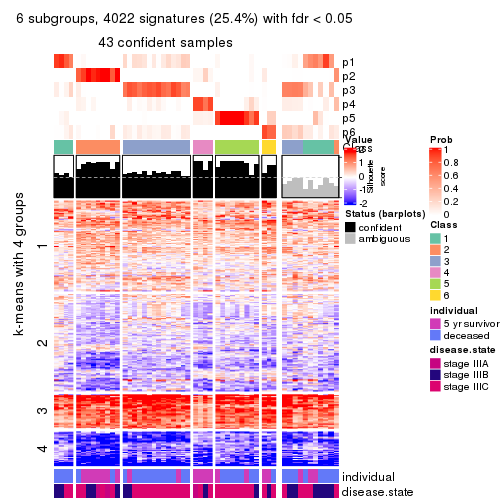 6 subgroups, 4022 signatures (25.4%) with fdr < 0.05
43 confident samples
p1
p2
p3
p4
p5
p6
Class
k-means with 4 groups
1
2
3
4
individual
disease.state
Value
2
1
0
-1
-2
Silhouette
score
Status (barplots)
confident
ambiguous
Prob
1
0.8
0.6
0.4
0.2
0
Class
1
2
3
4
5
6
individual
5 yr survivor
deceased
disease.state
stage IIIA
stage IIIB
stage IIIC